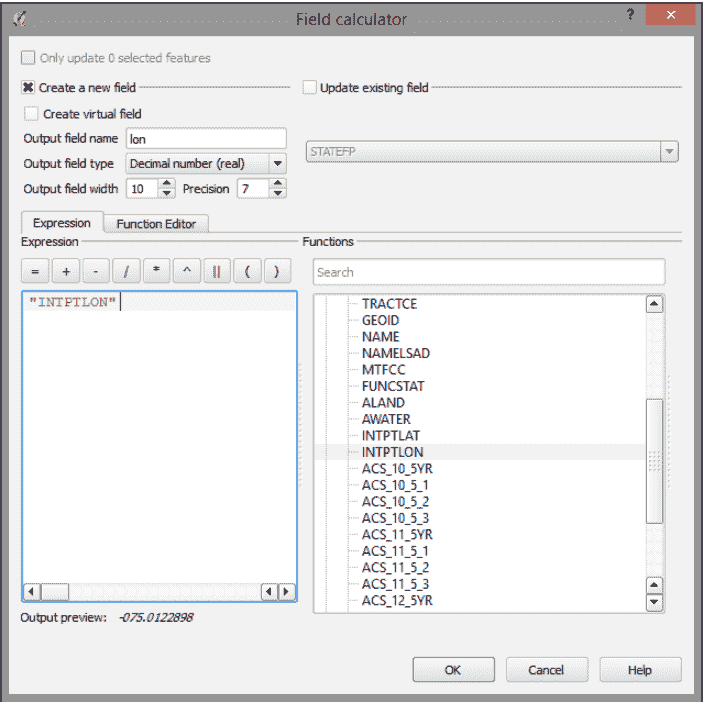 Field calculator
?
Only update 0 selected features
Create a new field
Update existing field
Create virtual field
Output field name lon
STATEFP
Output field type Decimal number (real)
Output field width 10 Precision 7
Expression Function Editor
Expression
Functions
= + - / * ^ || ( )
Search
"INTPTLON"
TRACTCE
GEOID
NAME
NAMELSAD
MTFCC
FUNCSTAT
ALAND
AWATER
INTPTLAT
INTPTLON
ACS_10_5YR
ACS_10_5_1
ACS_10_5_2
ACS_10_5_3
ACS_11_5YR
ACS_11_5_1
ACS_11_5_2
ACS_11_5_3
ACS_12_5YR
Output preview: -075.0122898
OK Cancel Help